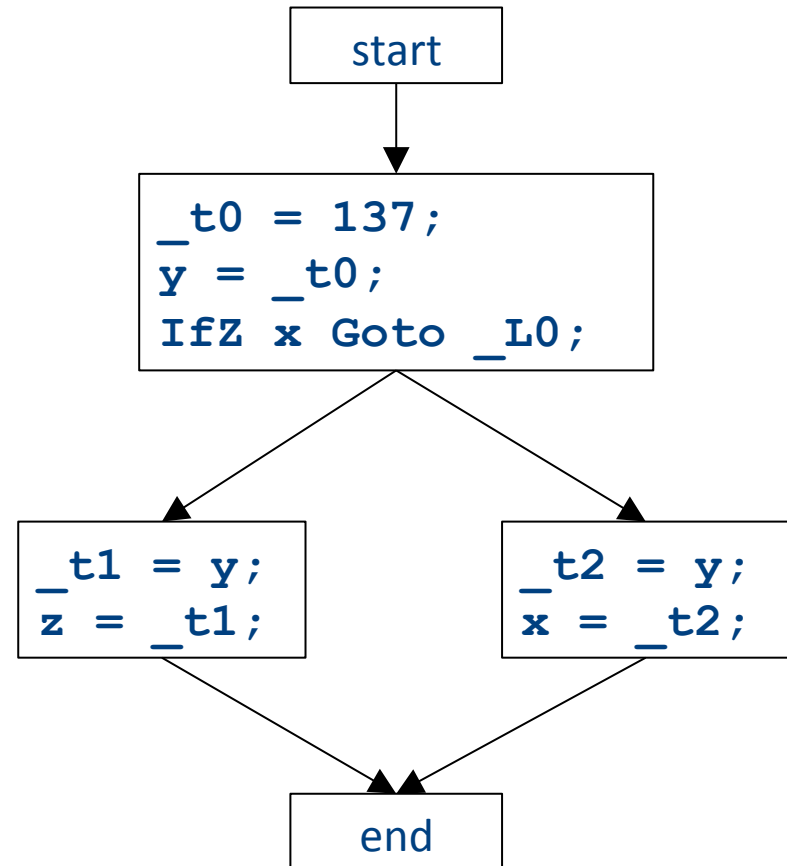 start
_t0 = 137;
y = _t0;
IfZ x Goto _L0;
_t1 = y;
z = _t1;
_t2 = y;
x = _t2;
end